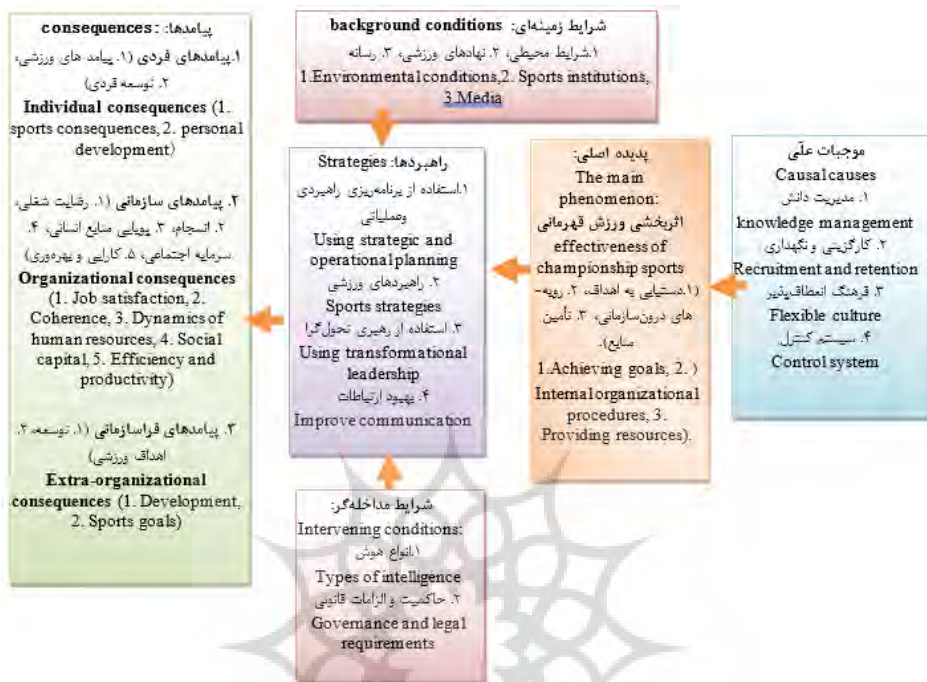 پیامدها: consequences:
۱.پیامدهای فردی (۱. پیامد های ورزشی،
۲. توسعه فردی)
Individual consequences (1.
sports consequences, 2. personal
development)
۲. پیامدهای سازمانی (۱. رضایت شغلی،
۲. انسجام، ۳. پویایی منابع انسانی، ۴.
سرمایه اجتماعی، ۵. کارایی و بهره‌وری)
Organizational consequences
(1. Job satisfaction, 2.
Coherence, 3. Dynamics of
human resources, 4. Social
capital, 5. Efficiency and
productivity)
۳. پیامدهای فراسازمانی (۱. توسعه، ۲.
اهداف ورزشی)
Extra-organizational
consequences (1. Development,
2. Sports goals)
شرایط زمینه‌ای: background conditions
۱.شرایط محیطی، ۲. نهادهای ورزشی، ۳. رسانه
1.Environmental conditions,2. Sports institutions,
3.Media
راهبردها: Strategies
۱.استفاده از برنامه‌ریزی راهبردی
وعملیاتی
Using strategic and
operational planning
۲. راهبردهای ورزشی
Sports strategies
۳. استفاده از رهبری تحول‌گرا
Using transformational
leadership
۴. بهبود ارتباطات
Improve communication
شرایط مداخله‌گر:
Intervening conditions:
۱.انواع هوش
Types of intelligence
۲. حاکمیت و الزامات قانونی
Governance and legal
requirements
پدیده اصلی:
The main
phenomenon:
اثربخشی ورزش قهرمانی
effectiveness of
championship sports
(۱.دستیابی به اهداف، ۲. رویه-
های درون‌سازمانی، ۳. تأمین
منابع).
1.Achieving goals, 2. )
Internal organizational
procedures, 3.
.Providing resources).
موجبات علّی
Causal causes
۱. مدیریت دانش
knowledge management
۲. کارگزینی و نگهداری
Recruitment and retention
۳. فرهنگ انعطاف‌پذیر
Flexible culture
۴. سیستم کنترل
Control system